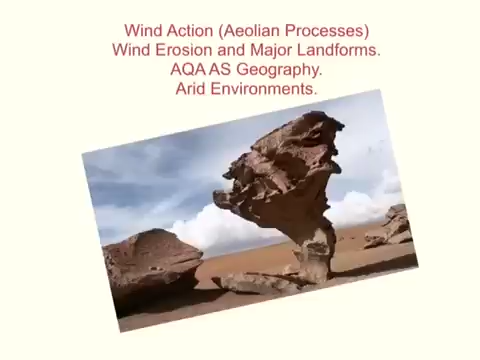 Wind Action (Aeolian Processes)
Wind Erosion and Major Landforms.
AQA AS Geography.
Arid Environments.